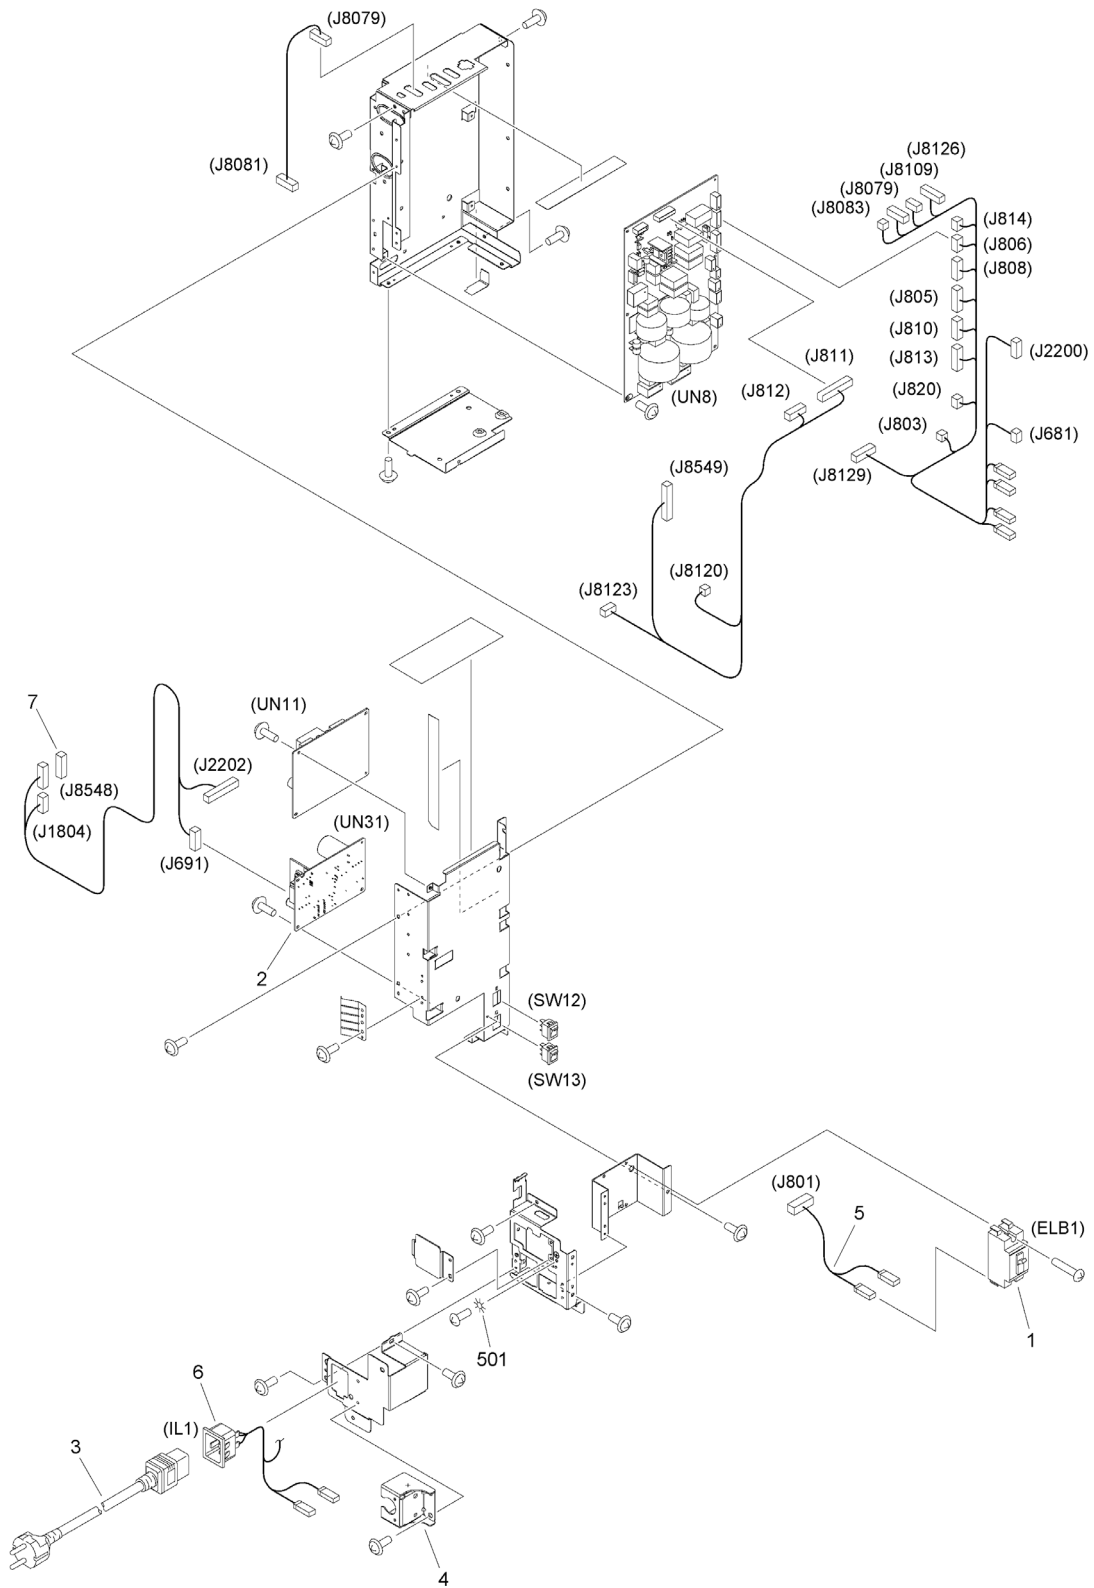 (J8079)
(J8081)
(J8126)
(J8109)
(J8079)
(J8083)
(J814)
(J806)
(J808)
(J805)
(J810)
(J813)
(J2200)
(J811)
(J812)
(UN8)
(J820)
(J803)
(J681)
(J8129)
(J8549)
(J8120)
(J8123)
7
(UN11)
(J2202)
(J8548)
(J1804)
(UN31)
(J691)
2
(SW12)
(SW13)
(J801)
5
(ELB1)
1
501
6
(IL1)
3
4